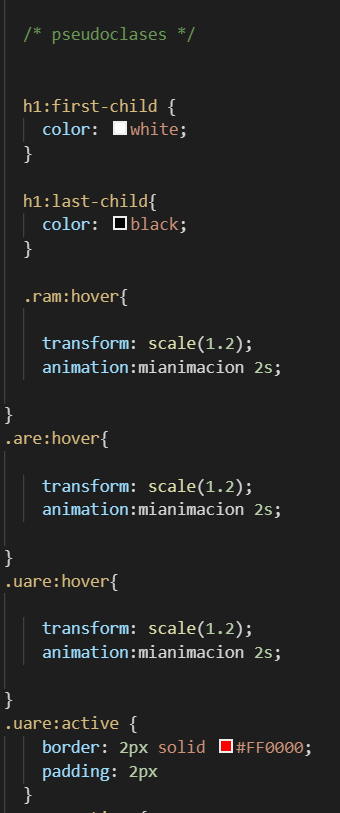 /* pseudoclases */
h1:first-child {
color: white;
}
h1:last-child{
color: black;
}
.ram:hover{
transform: scale(1.2);
animation:mianimacion 2s;
}
.are:hover{
transform: scale(1.2);
animation:mianimacion 2s;
}
.uare:hover{
transform: scale(1.2);
animation:mianimacion 2s;
}
.uare:active {
border: 2px solid #FF0000;
padding: 2px
}